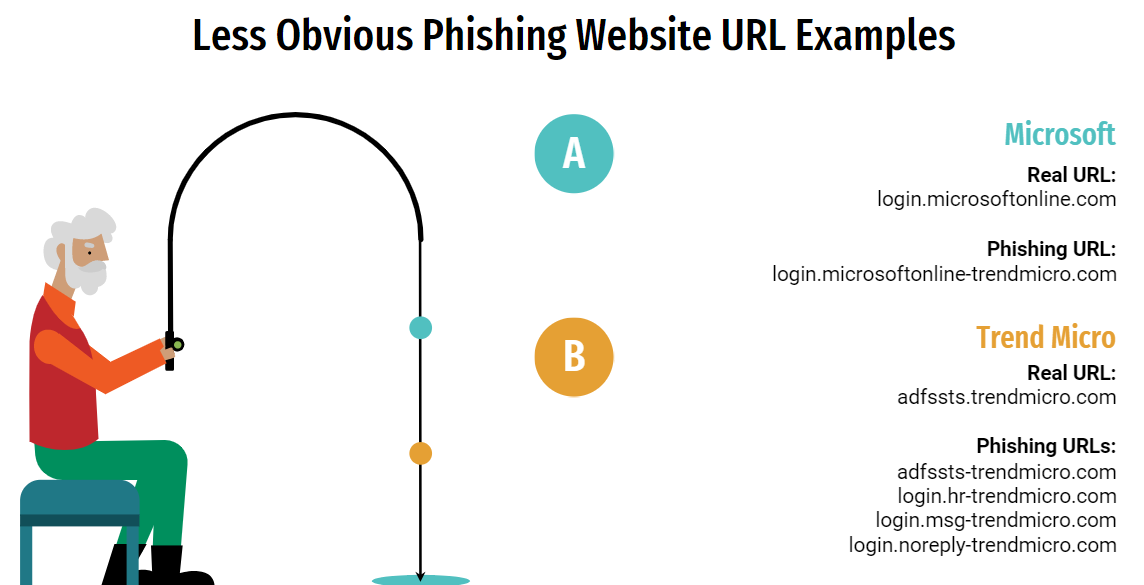 Less Obvious Phishing Website URL Examples
A
Microsoft
Real URL:
login.microsoftonline.com
Phishing URL:
login.microsoftonline-trendmicro.com
B
Trend Micro
Real URL:
adfssts.trendmicro.com
Phishing URLs:
adfssts-trendmicro.com
login.hr-trendmicro.com
login.msg-trendmicro.com
login.noreply-trendmicro.com